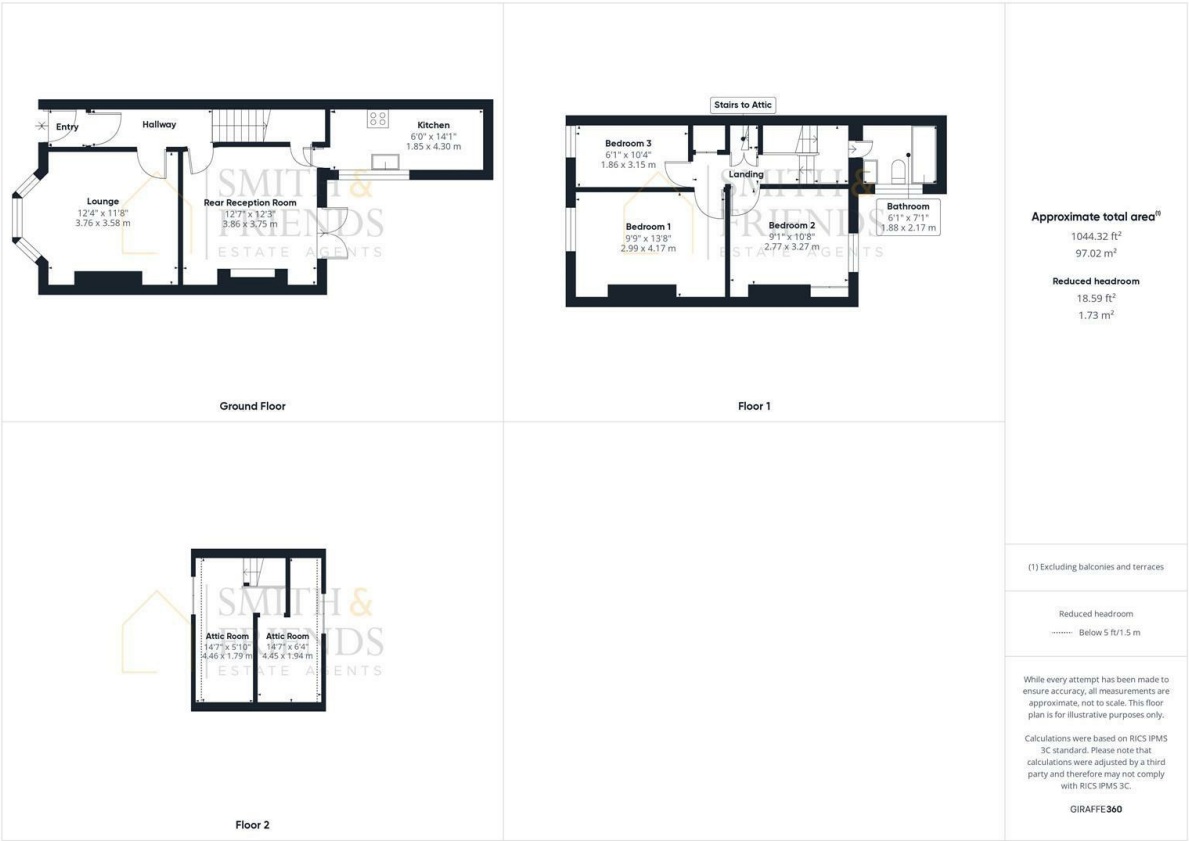 Entry
Hallway
Kitchen
6'0" x 14'1"
1.85 x 4.30 m
Lounge
12'4" x 11'8"
3.76 x 3.58 m
Rear Reception Room
12'7" x 12'3"
3.86 x 3.75 m
SMITH &
FRIENDS
ESTATE AGENTS
Ground Floor
Stairs to Attic
Bedroom 3
6'1" x 10'4"
1.86 x 3.15 m
Landing
Bathroom
6'1" x 7'1"
1.88 x 2.17 m
Bedroom 1
9'9" x 13'8"
2.99 x 4.17 m
Bedroom 2
9'1" x 10'8"
2.77 x 3.27 m
SMITH &
FRIENDS
ESTATE AGENTS
Floor 1
Attic Room
14'7" x 5'10"
4.46 x 1.79 m
Attic Room
14'7" x 6'4"
4.45 x 1.94 m
SMITH &
FRIENDS
ESTATE AGENTS
Floor 2
Approximate total area(1)
1044.32 ft²
97.02 m²
Reduced headroom
18.59 ft²
1.73 m²
(1) Excluding balconies and terraces
Reduced headroom
Below 5 ft/1.5 m
While every attempt has been made to
ensure accuracy, all measurements are
approximate, not to scale. This floor
plan is for illustrative purposes only.
Calculations were based on RICS IPMS
3C standard. Please note that
calculations were adjusted by a third
party and therefore may not comply
with RICS IPMS 3C.
GIRAFFE360